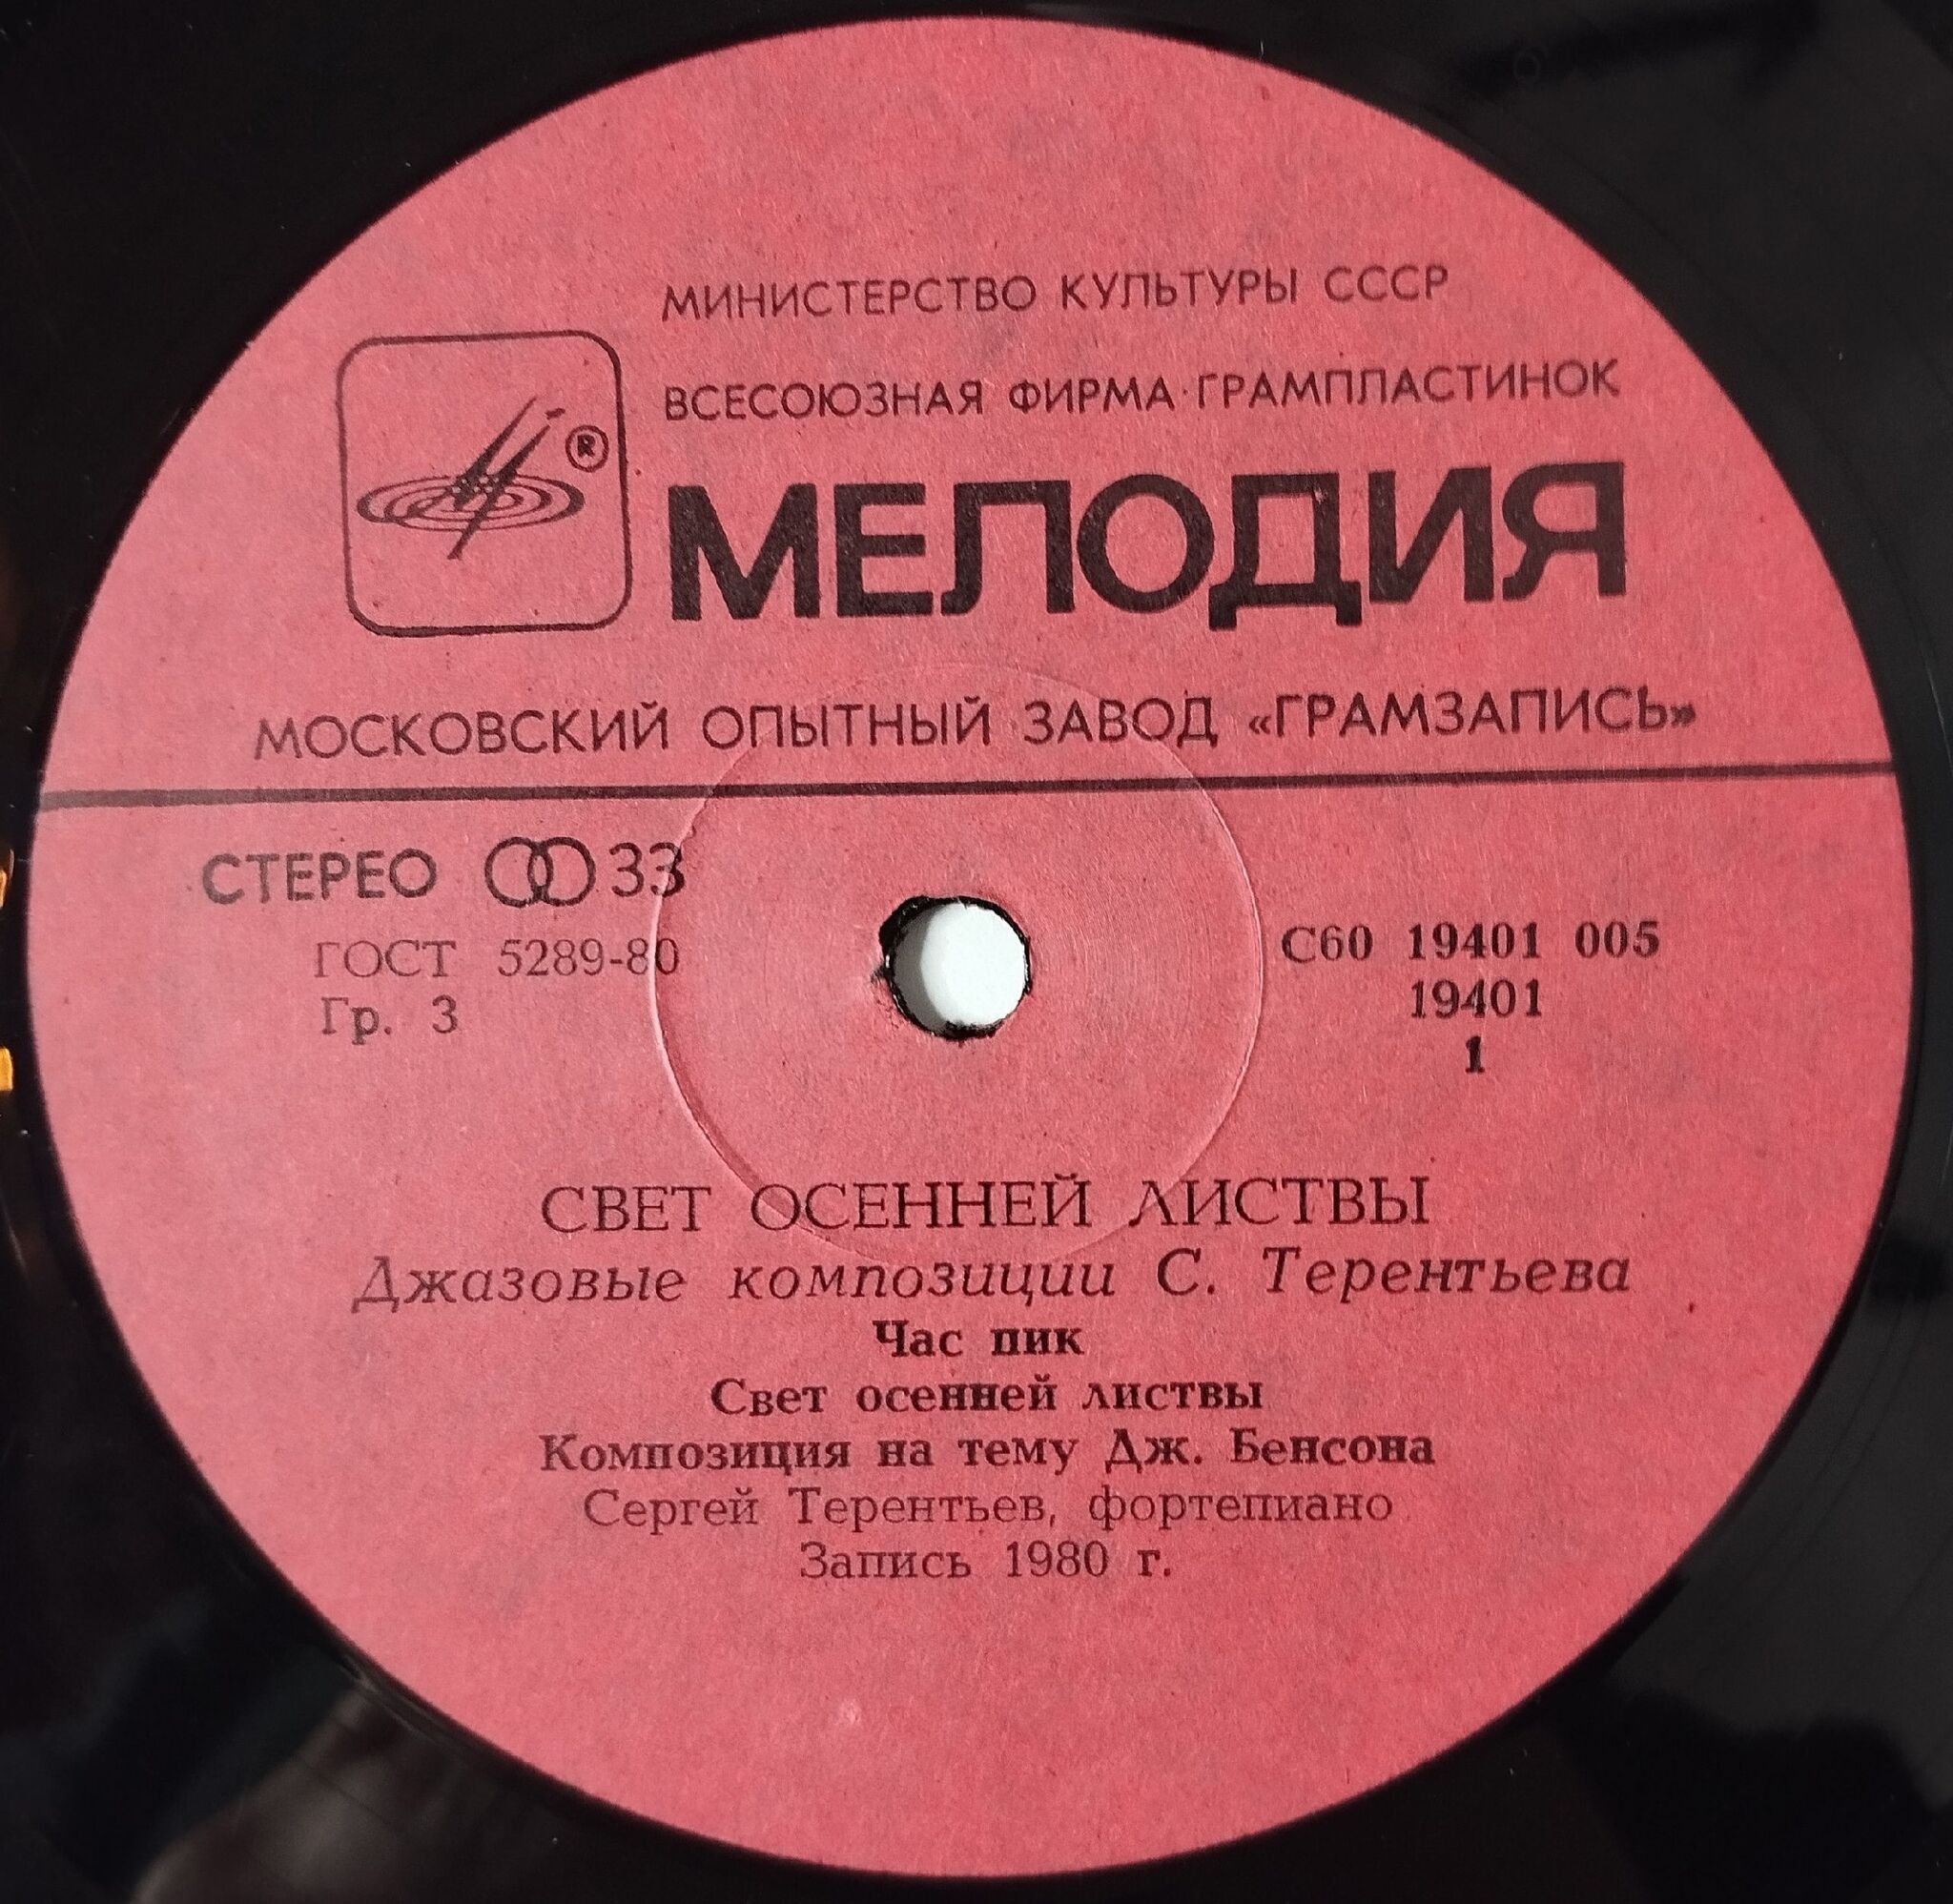 МИНИСТЕРСТВО КУЛЬТУРЫ СССР
ВСЕСОЮЗНАЯ ФИРМА ГРАМПЛАСТИНОК
®
МЕЛОДИЯ
МОСКОВСКИЙ ОПЫТНЫЙ ЗАВОД «ГРАМЗАПИСЬ»
СТЕРЕО 33
ГОСТ 5289-80
Гр. 3
С60 19401 005
19401
1
СВЕТ ОСЕННЕЙ ЛИСТВЫ
Джазовые композиции С. Терентьева
Час пик
Свет осенней листвы
Композиция на тему Дж. Бенсона
Сергей Терентьев, фортепиано
Запись 1980 г.